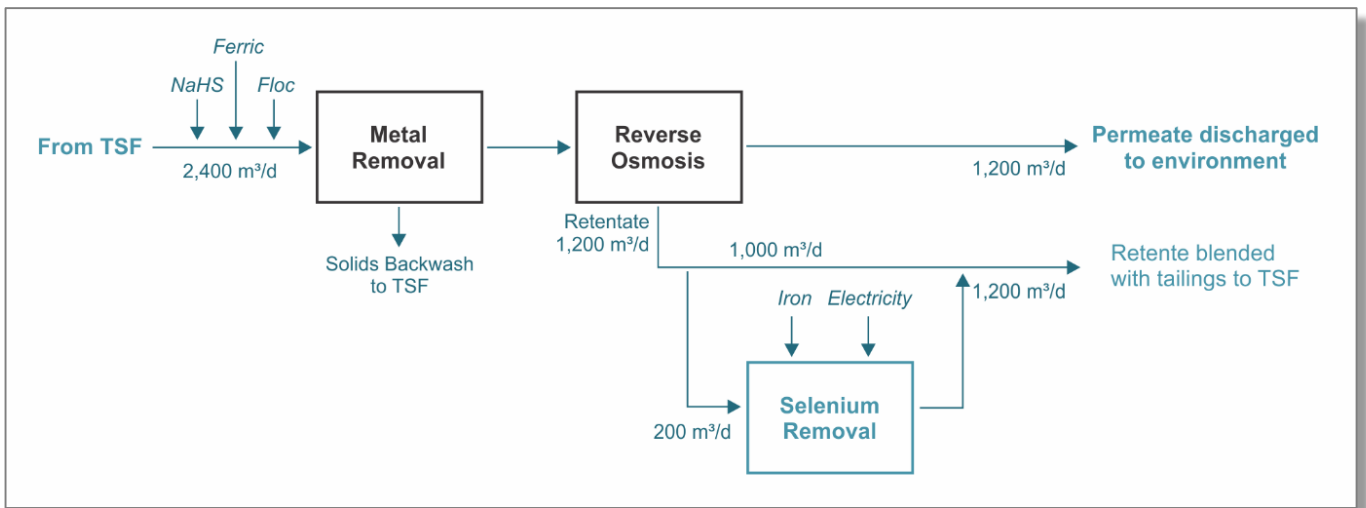 Ferric
NaHS
Floc
From TSF
2,400 m³/d
Metal
Removal
Solids Backwash
to TSF
Reverse
Osmosis
1,200 m³/d
Permeate discharged
to environment
Retentate
1,200 m³/d
1,000 m³/d
1,200 m³/d
Retente blended
with tailings to TSF
Iron
Electricity
200 m³/d
Selenium
Removal